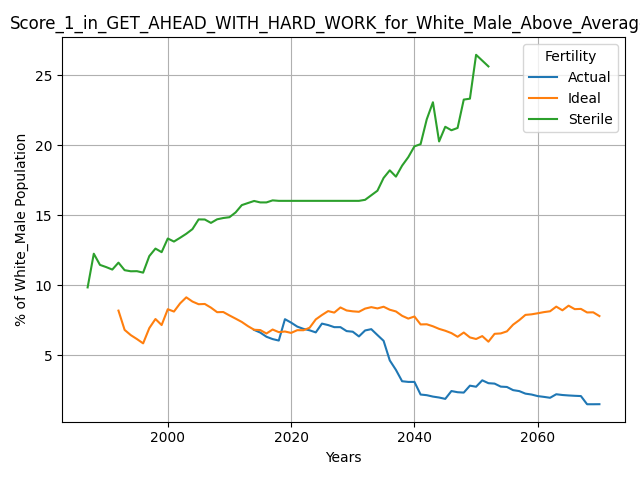 Score_1_in_GET_AHEAD_WITH_HARD_WORK_for_White_Male_Above_Averag
Fertility
Actual
Ideal
Sterile
% of White_Male Population
25
20
15
10
5
2000 2020 2040 2060
Years